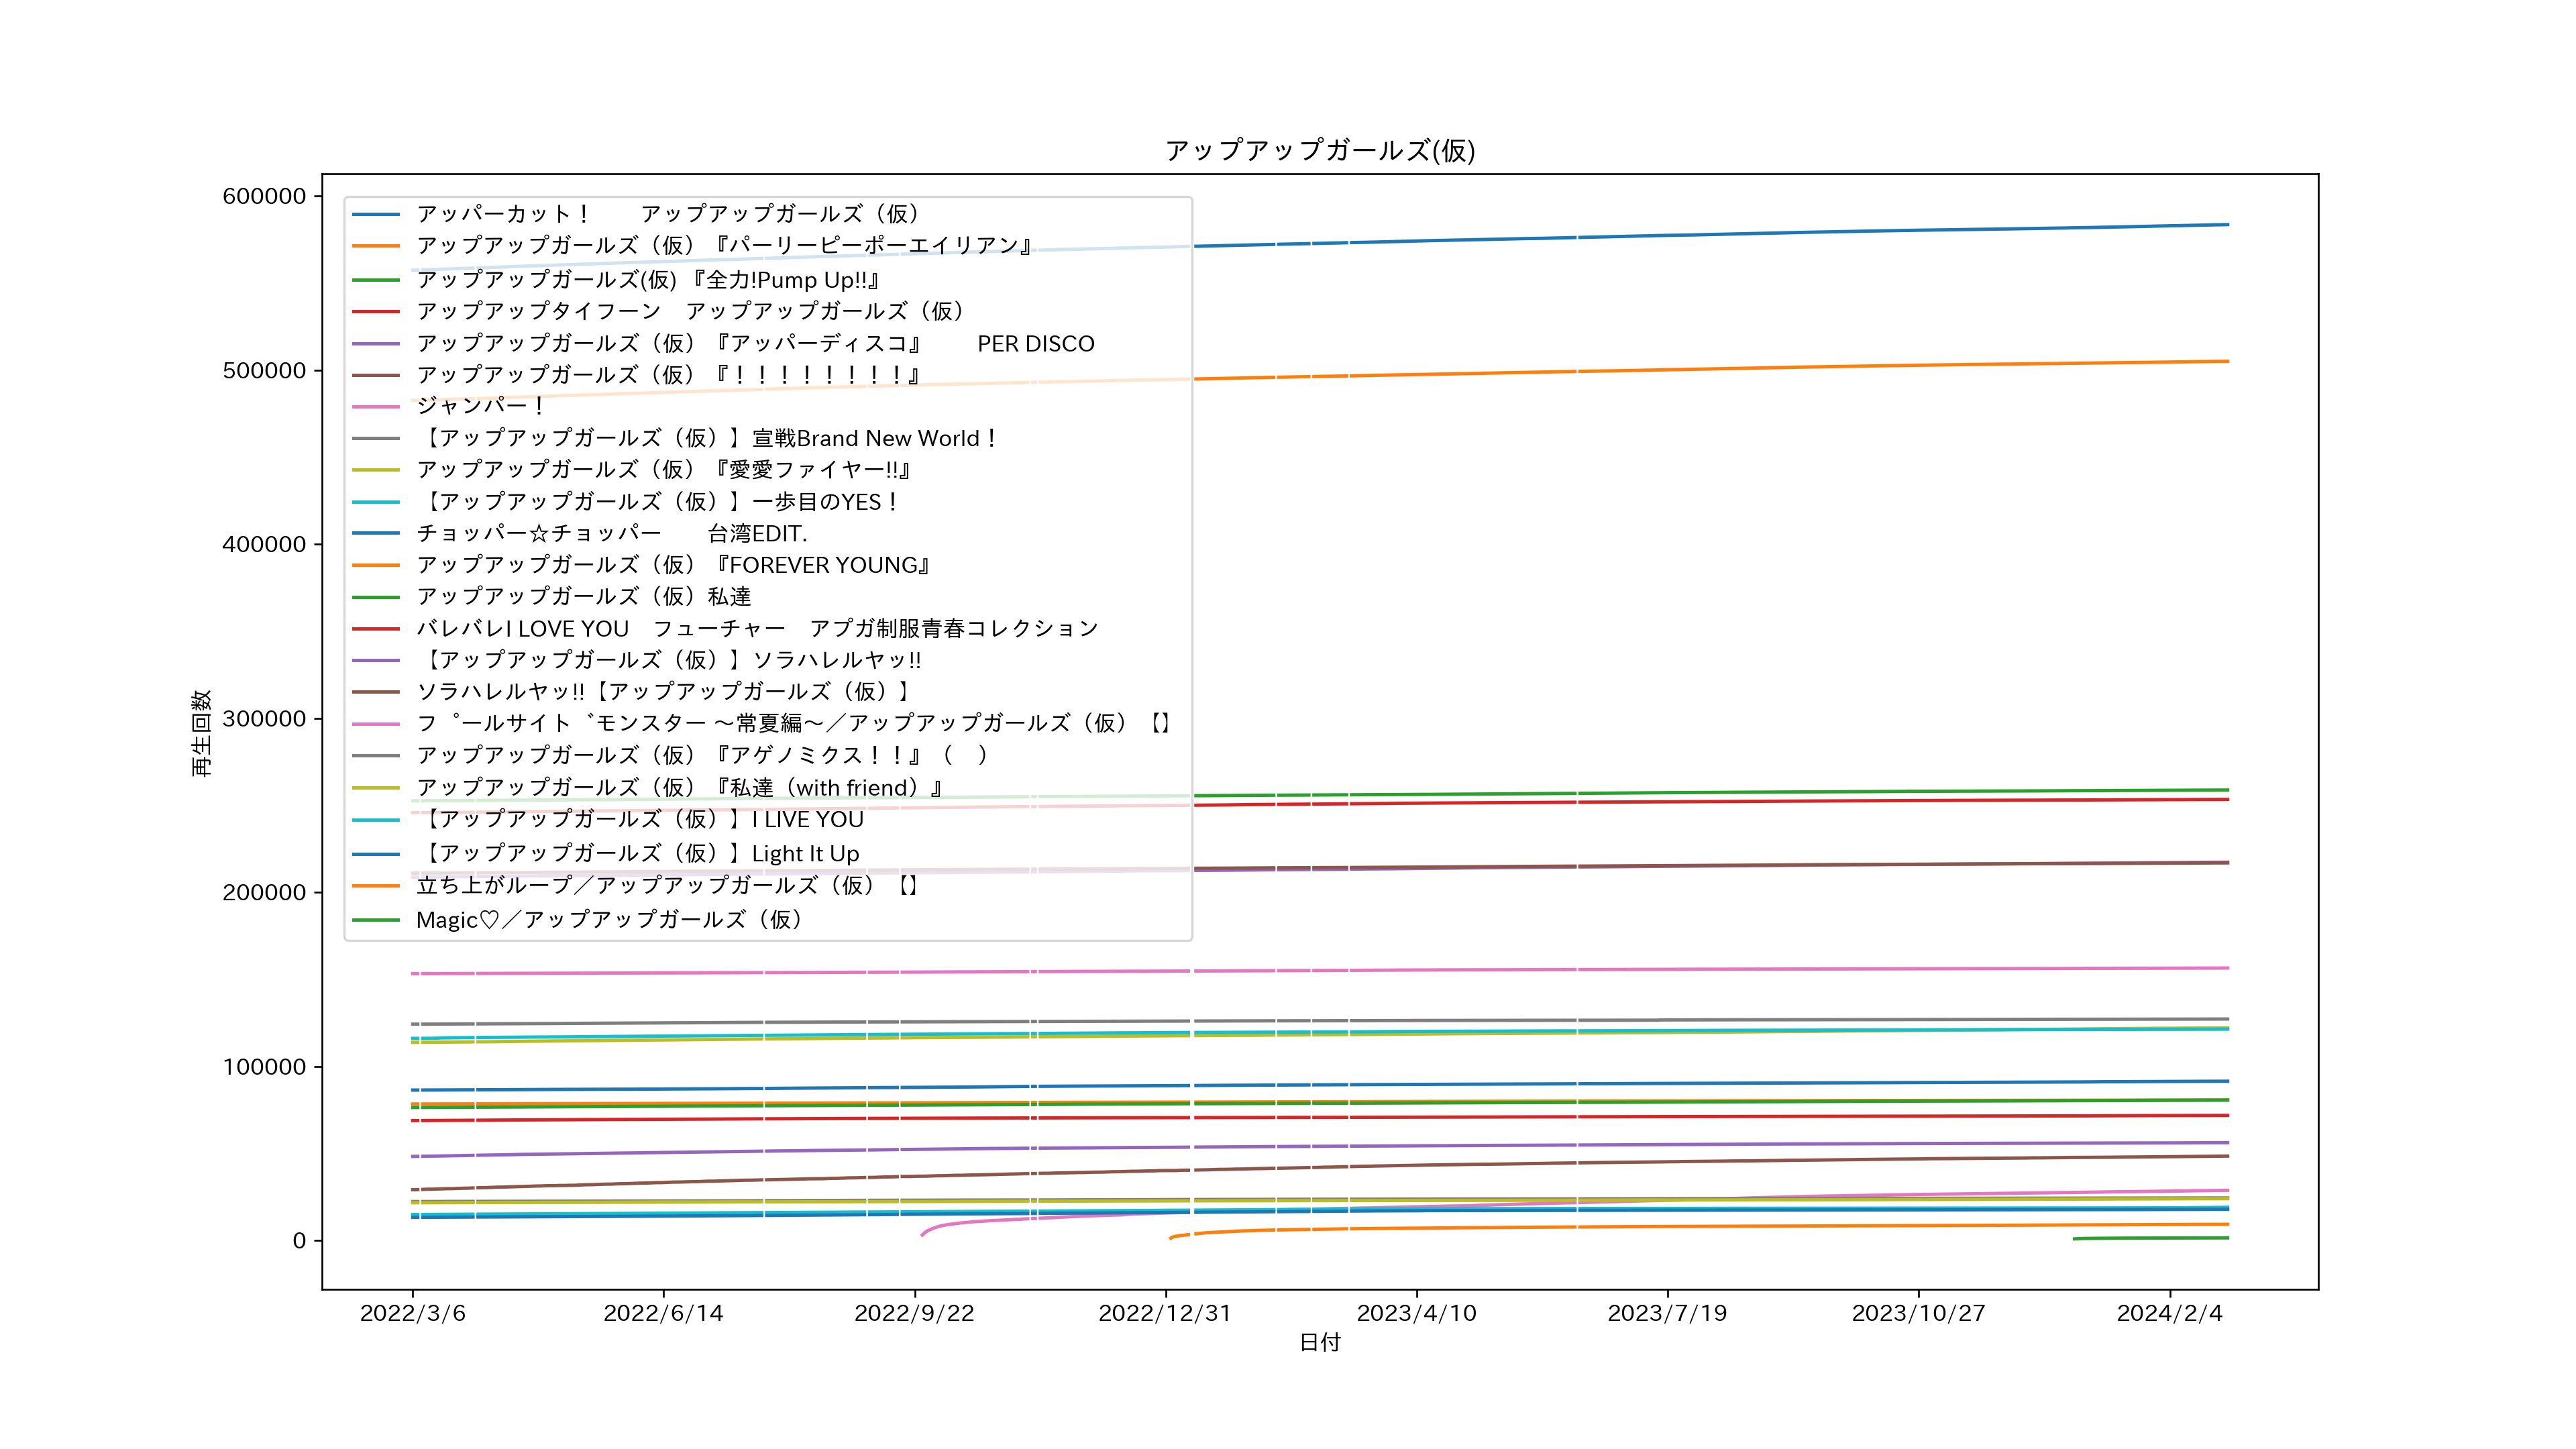 アップアップガールズ(仮)
600000
500000
400000
300000
200000
100000
0
再生回数
アッパーカット！　　アップアップガールズ（仮）
アップアップガールズ（仮）『パーリーピーポーエイリアン』
アップアップガールズ(仮) 『全力!Pump Up!!』
アップアップタイフーン　アップアップガールズ（仮）
アップアップガールズ（仮）『アッパーディスコ』　　PER DISCO
アップアップガールズ（仮）『！！！！！！！！』
ジャンパー！
【アップアップガールズ（仮）】宣戦Brand New World！
アップアップガールズ（仮）『愛愛ファイヤー!!』
【アップアップガールズ（仮）】一歩目のYES！
チョッパー☆チョッパー　　台湾EDIT.
アップアップガールズ（仮）『FOREVER YOUNG』
アップアップガールズ（仮）私達
バレバレI LOVE YOU　フューチャー　アプガ制服青春コレクション
【アップアップガールズ（仮）】ソラハレルヤッ!!
ソラハレルヤッ!!【アップアップガールズ（仮）】
フ゜ールサイト゛モンスター ～常夏編～／アップアップガールズ（仮）【】
アップアップガールズ（仮）『アゲノミクス！！』（　）
アップアップガールズ（仮）『私達（with friend）』
【アップアップガールズ（仮）】I LIVE YOU
【アップアップガールズ（仮）】Light It Up
立ち上がループ／アップアップガールズ（仮）【】
Magic♡／アップアップガールズ（仮）
2022/3/6 2022/6/14 2022/9/22 2022/12/31 2023/4/10 2023/7/19 2023/10/27 2024/2/4
日付